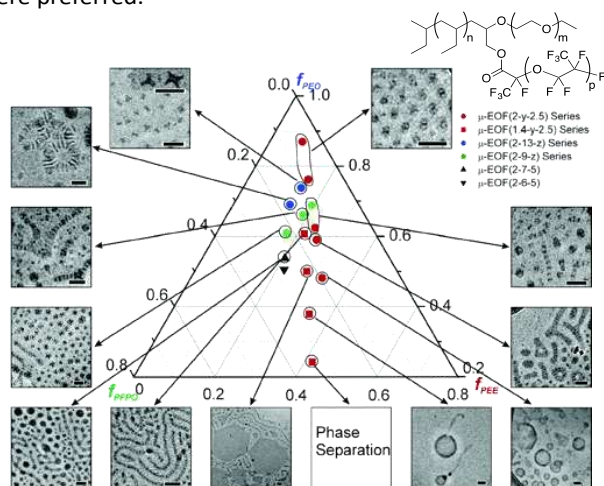 ere preferred.
O O
n m
O
O F₃C F
O F
F₃C F F F p
f_PEO
0.0 1.0
μ-EOF(2-y-2.5) Series
μ-EOF(1.4-y-2.5) Series
μ-EOF(2-13-z) Series
μ-EOF(2-9-z) Series
μ-EOF(2-7-5)
μ-EOF(2-6-5)
0.2 0.8
0.4 0.6
0.6 0.4
0.8 0.2
f_PFPO f_PEE
0 0.2 0.4 0.6 0.8
Phase
Separation